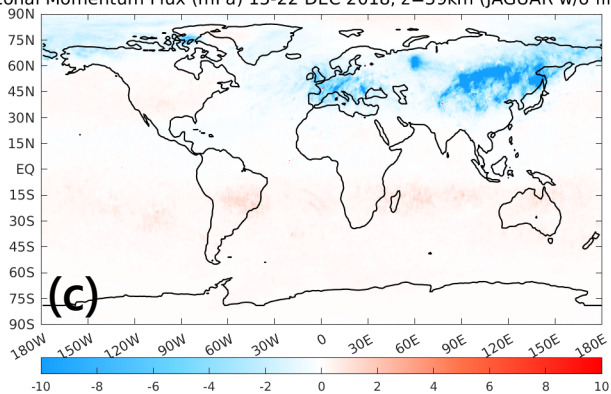 Momentum Flux (mPa) 15-22 DEC 2018, z=39km (JAGUAR w/o
90N
75N
60N
45N
30N
15N
EQ
15S
30S
45S
60S
75S
90S
(c)
180W 150W 120W 90W 60W 30W 0 30E 60E 90E 120E 150E 180E
-10 -8 -6 -4 -2 0 2 4 6 8 10